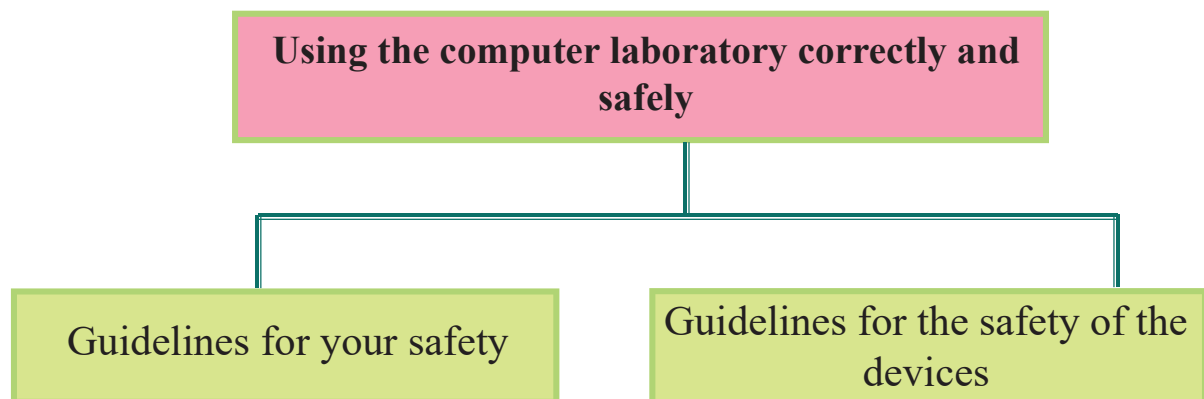 Using the computer laboratory correctly and
safely
Guidelines for your safety
Guidelines for the safety of the
devices